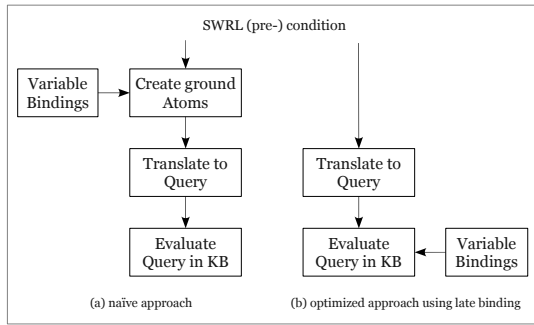 SWRL (pre-) condition
Variable
Bindings
Create ground
Atoms
Translate to
Query
Evaluate
Query in KB
(a) naïve approach
Translate to
Query
Evaluate
Query in KB
Variable
Bindings
(b) optimized approach using late binding